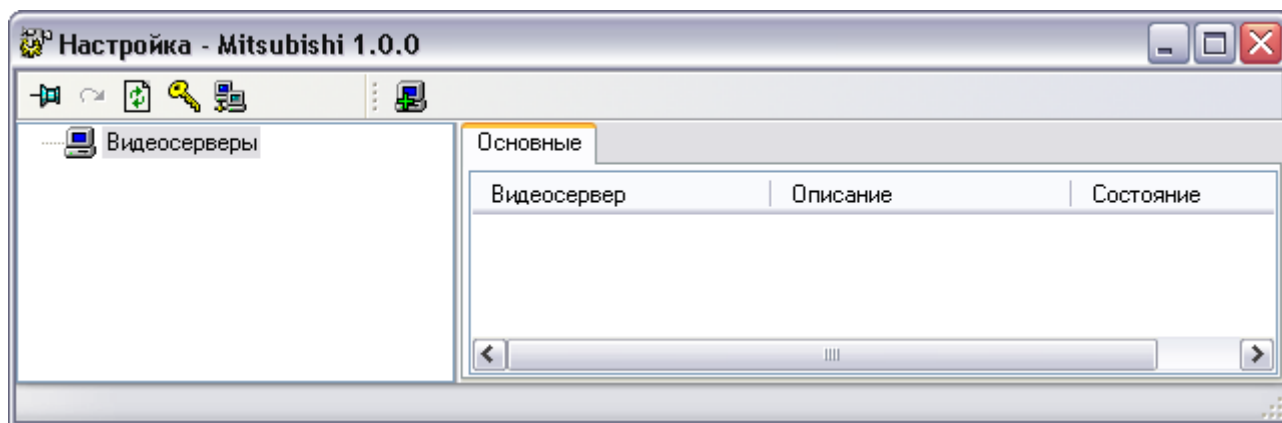 Настройка - Mitsubishi 1.0.0
Видеосерверы
Основные
Видеосервер Описание Состояние